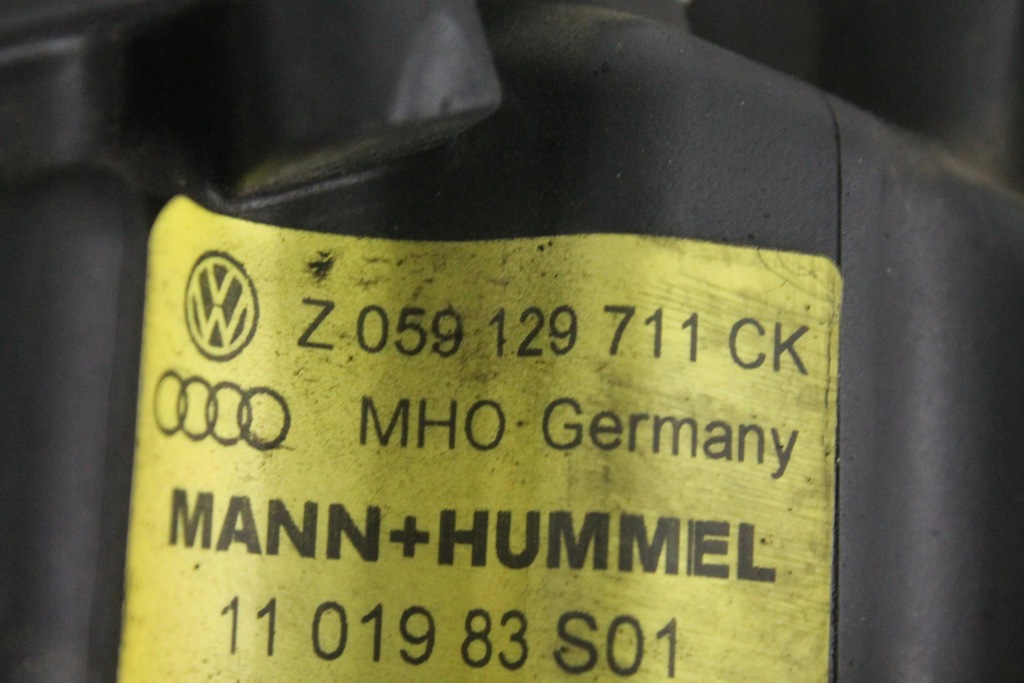 Z 059 129 711 CK
MHO Germany
MANN+HUMMEL
11 019 83 S01